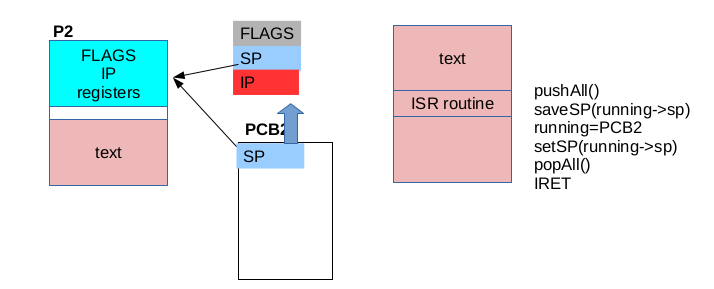 P2
FLAGS
IP
registers
text
FLAGS
SP
IP
PCB2
SP
text
ISR routine
pushAll()
saveSP(running->sp)
running=PCB2
setSP(running->sp)
popAll()
IRET